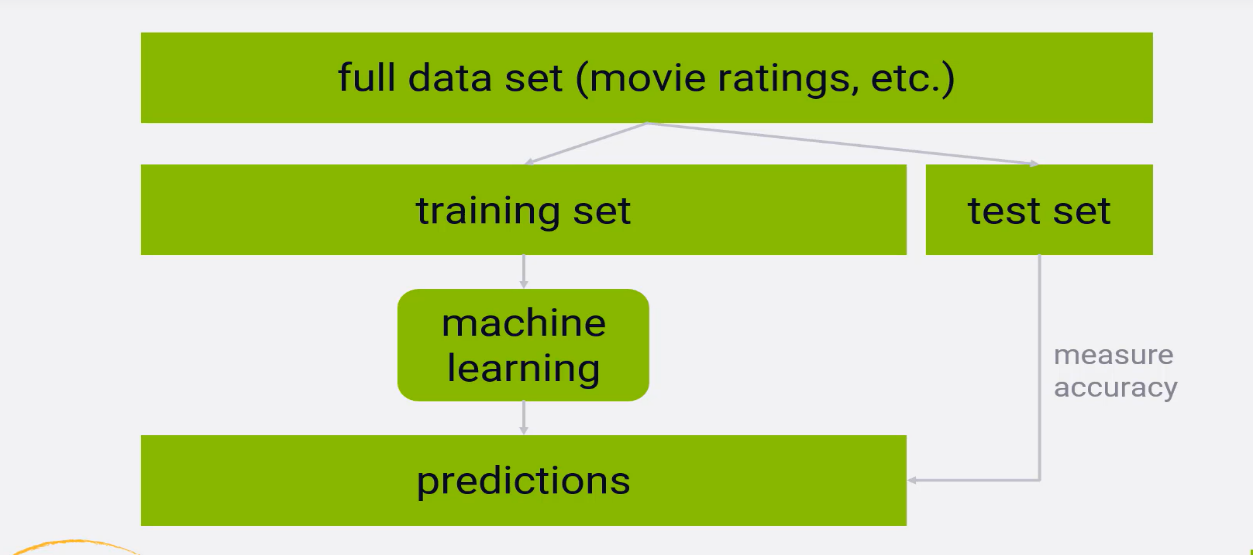 full data set (movie ratings, etc.)
training set
test set
machine
learning
measure
accuracy
predictions